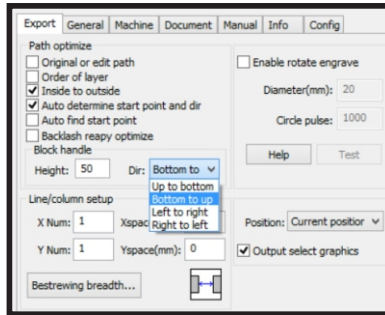 Export General Machine Document Manual Info Config
Path optimize
Original or edit path
Order of layer
Inside to outside
Auto determine start point and dir
Auto find start point
Backlash reapy optimize
Block handle
Height: 50 Dir: Bottom to
Up to bottom
Bottom to up
Left to right
Right to left
Enable rotate engrave
Diameter(mm): 20
Circle pulse: 1000
Help Test
Line/column setup
X Num: 1 Xspac
Y Num: 1 Yspace(mm): 0
Bestrewing breadth...
Position: Current positior
Output select graphics